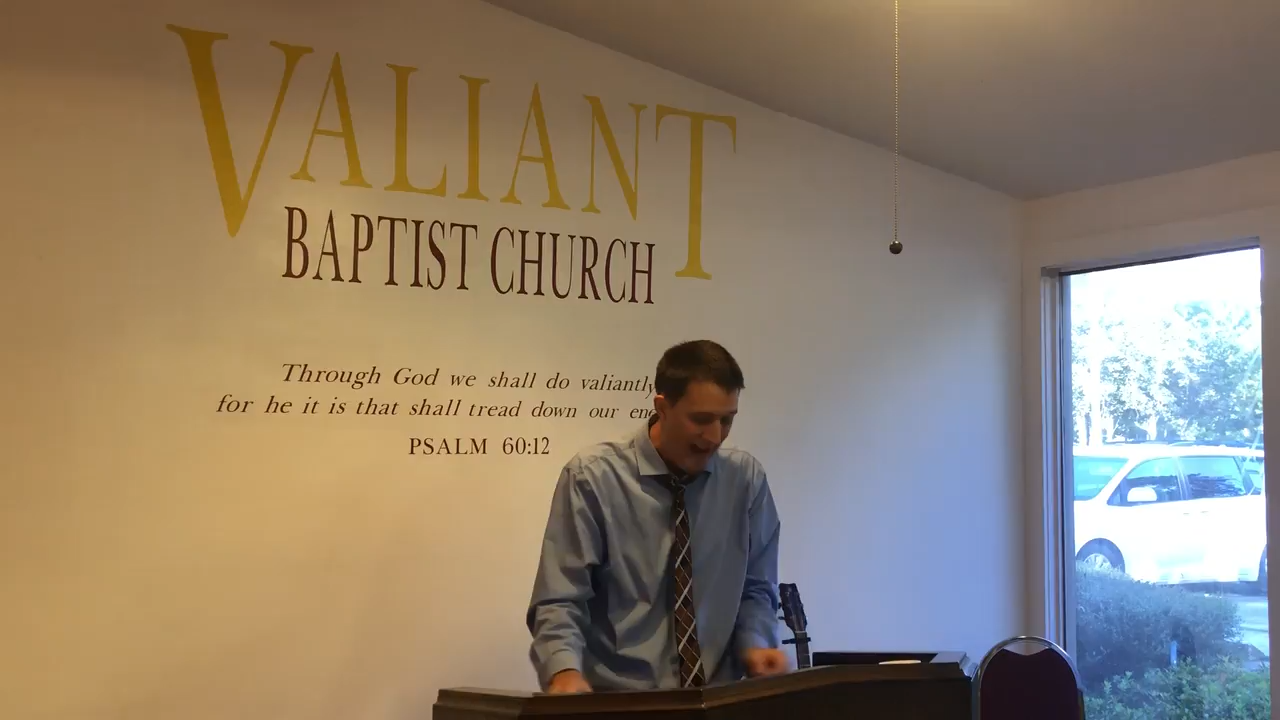 VALIANT
BAPTIST CHURCH
Through God we shall do valiantly
for he it is that shall tread down our
PSALM 60:12